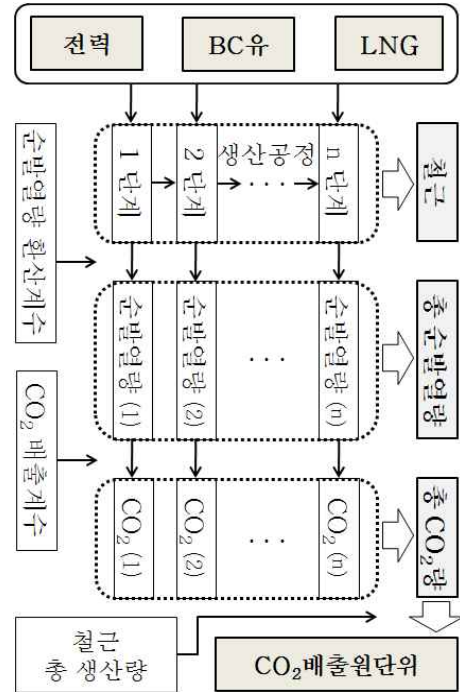 전력
BC유
LNG
순발열량 환산계수
1 단계
2 단계
생산공정
· · ·
n 단계
철근
순발열량 (1)
순발열량 (2)
· · ·
순발열량 (n)
총 순발열량
CO₂ 배출계수
CO₂ (1)
CO₂ (2)
· · ·
CO₂ (n)
총 CO₂량
철근
총 생산량
CO₂배출원단위